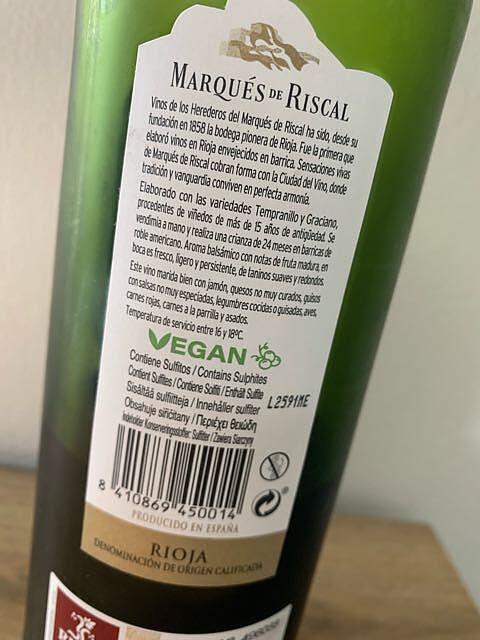 MARQUÉS DE RISCAL
Vinos de los Herederos del Marqués de Riscal ha sido, desde su
fundación en 1858 la bodega pionera de Rioja. Fue la primera que
elaboró vinos en Rioja envejecidos en barrica. Sensaciones vivas
de Marqués de Riscal cobran forma con la Ciudad del Vino, donde
tradición y vanguardia conviven en perfecta armonía.
Elaborado con las variedades Tempranillo y Graciano,
procedentes de viñedos de más de 15 años de antigüedad. Se
vendimia a mano y realiza una crianza de 24 meses en barricas de
roble americano. Aroma balsámico con notas de fruta madura, en
boca es fresco, ligero y persistente, de taninos suaves y redondos.
Este vino marida bien con jamón, quesos no muy curados, guisos
con salsas no muy especiadas, legumbres cocidas o guisadas, aves,
carnes rojas, carnes a la parrilla y asados.
Temperatura de servicio entre 16 y 18ºC.
VEGAN
Contiene Sulfitos / Contains Sulphites
Contient Sulfites / Contiene Solfiti / Enthält Sulfite
Sisältää sulfiitteja / Innehåller sulfiter
Obsahuje siřičitany / Περιέχει Θειώδη
Indeholder Konserveringsstoffer: Sulfitter / Zawiera Siarczyny
L2591ME
8 410869 450014
PRODUCIDO EN ESPAÑA
RIOJA
DENOMINACIÓN DE ORIGEN CALIFICADA